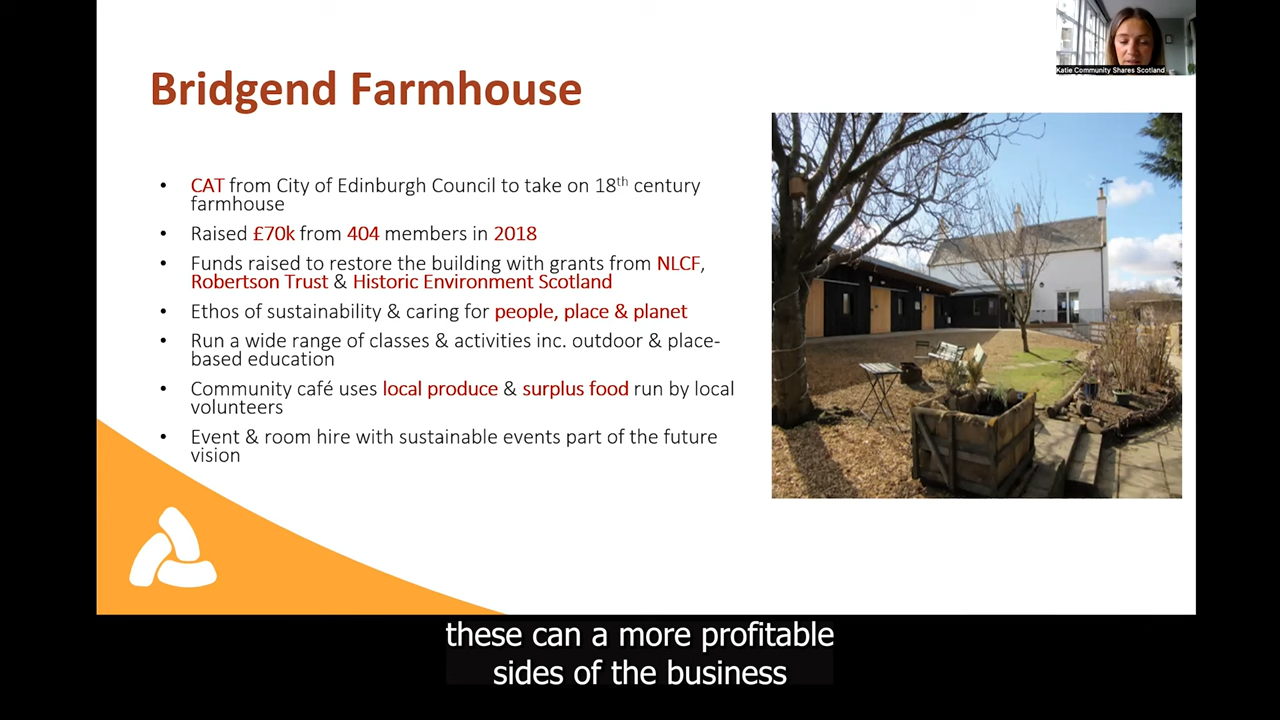 Katie Community Shares Scotland
Bridgend Farmhouse
• CAT from City of Edinburgh Council to take on 18th century
farmhouse
• Raised £70k from 404 members in 2018
• Funds raised to restore the building with grants from NLCF,
Robertson Trust & Historic Environment Scotland
• Ethos of sustainability & caring for people, place & planet
• Run a wide range of classes & activities inc. outdoor & place-
based education
• Community café uses local produce & surplus food run by local
volunteers
• Event & room hire with sustainable events part of the future
vision
these can a more profitable
sides of the business